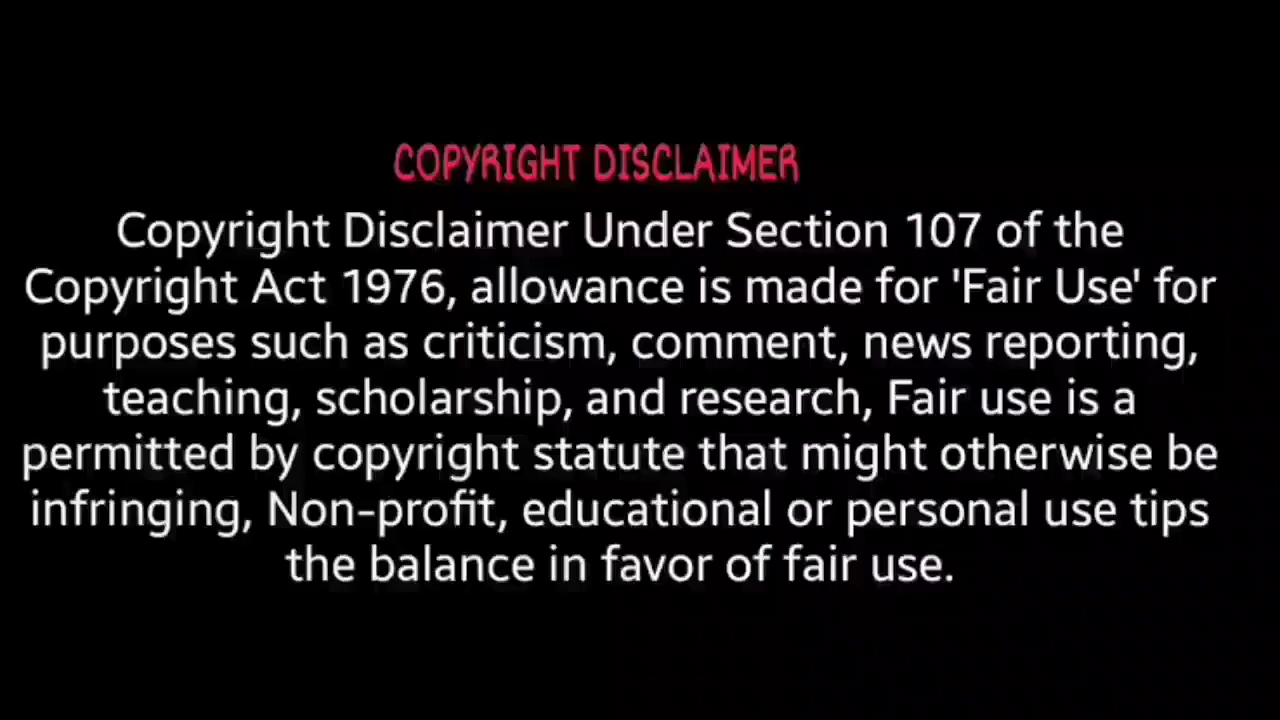 COPYRIGHT DISCLAIMER
Copyright Disclaimer Under Section 107 of the
Copyright Act 1976, allowance is made for 'Fair Use' for
purposes such as criticism, comment, news reporting,
teaching, scholarship, and research, Fair use is a
permitted by copyright statute that might otherwise be
infringing, Non-profit, educational or personal use tips
the balance in favor of fair use.